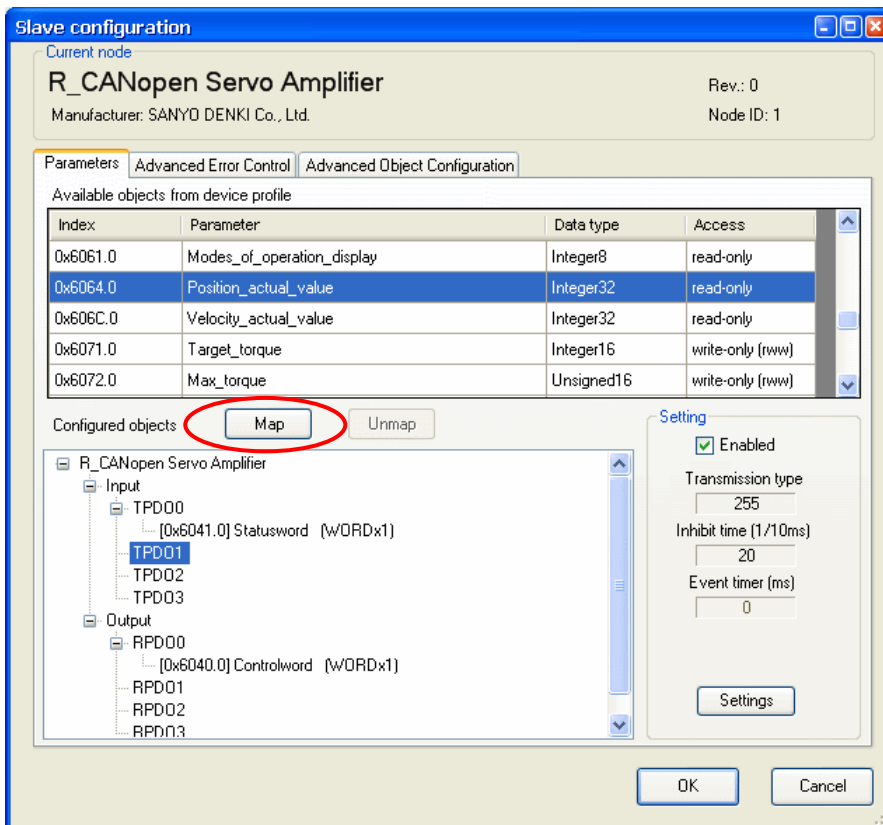 Slave configuration
Current node
R_CANopen Servo Amplifier
Rev.: 0
Manufacturer: SANYO DENKI Co., Ltd.
Node ID: 1
Parameters Advanced Error Control Advanced Object Configuration
Available objects from device profile
Index Parameter Data type Access
0x6061.0 Modes_of_operation_display Integer8 read-only
0x6064.0 Position_actual_value Integer32 read-only
0x606C.0 Velocity_actual_value Integer32 read-only
0x6071.0 Target_torque Integer16 write-only (rww)
0x6072.0 Max_torque Unsigned16 write-only (rww)
Configured objects Map Unmap
R_CANopen Servo Amplifier
Input
TPDO0
[0x6041.0] Statusword (WORDx1)
TPDO1
TPDO2
TPDO3
Output
RPDO0
[0x6040.0] Controlword (WORDx1)
RPDO1
RPDO2
RPDO3
Setting
Enabled
Transmission type
255
Inhibit time (1/10ms)
20
Event timer (ms)
0
Settings
OK Cancel